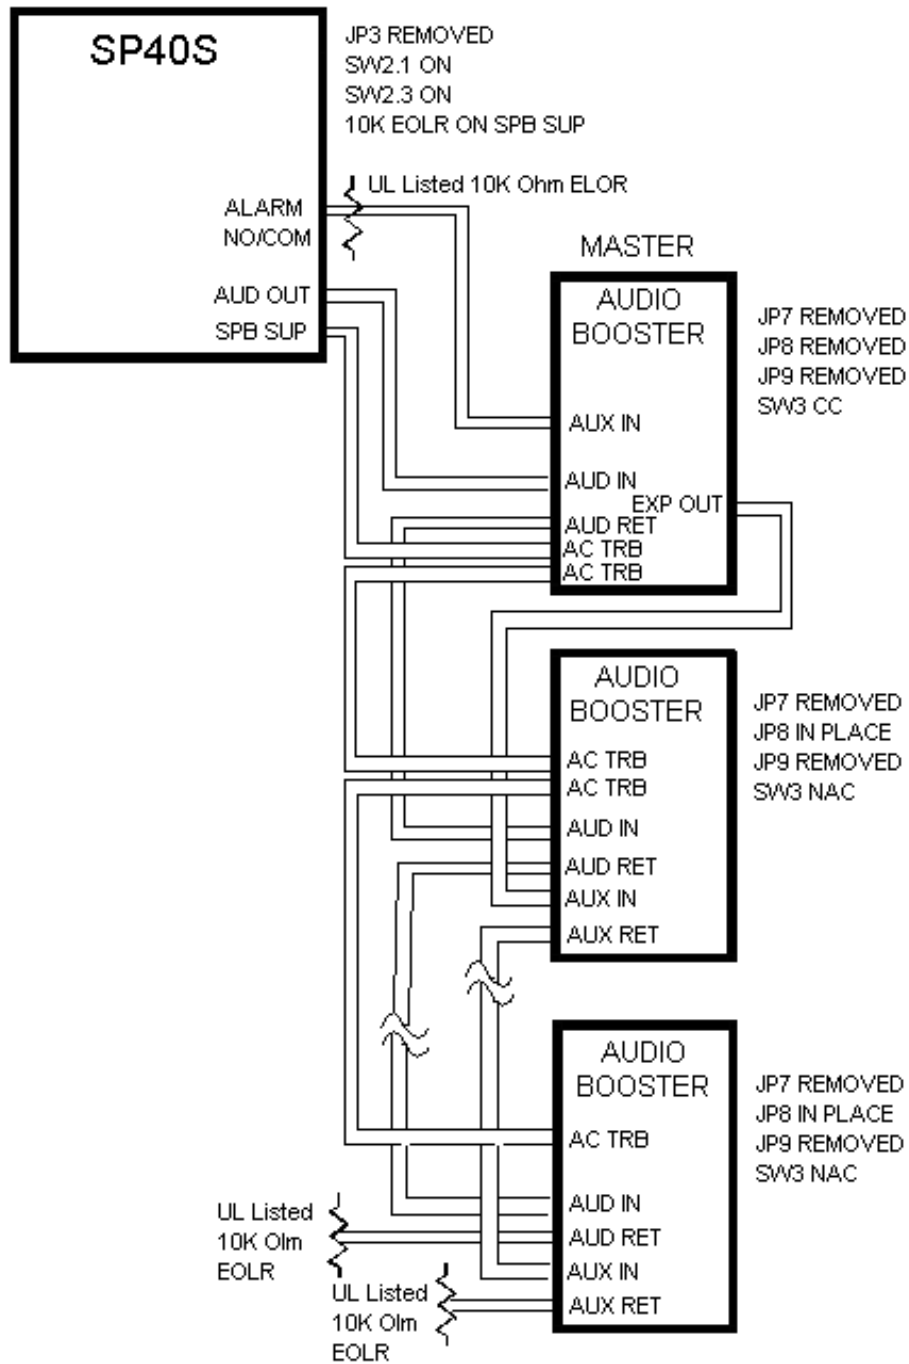 SP40S
JP3 REMOVED
SW2.1 ON
SW2.3 ON
10K EOLR ON SPB SUP
UL Listed 10K Ohm ELOR
ALARM
NO/COM
AUD OUT
SPB SUP
MASTER
AUDIO
BOOSTER
JP7 REMOVED
JP8 REMOVED
JP9 REMOVED
SW3 CC
AUX IN
AUD IN
EXP OUT
AUD RET
AC TRB
AC TRB
AUDIO
BOOSTER
JP7 REMOVED
JP8 IN PLACE
JP9 REMOVED
SW3 NAC
AC TRB
AC TRB
AUD IN
AUD RET
AUX IN
AUX RET
AUDIO
BOOSTER
JP7 REMOVED
JP8 IN PLACE
JP9 REMOVED
SW3 NAC
AC TRB
AUD IN
AUD RET
AUX IN
AUX RET
UL Listed
10K Olm
EOLR
UL Listed
10K Olm
EOLR